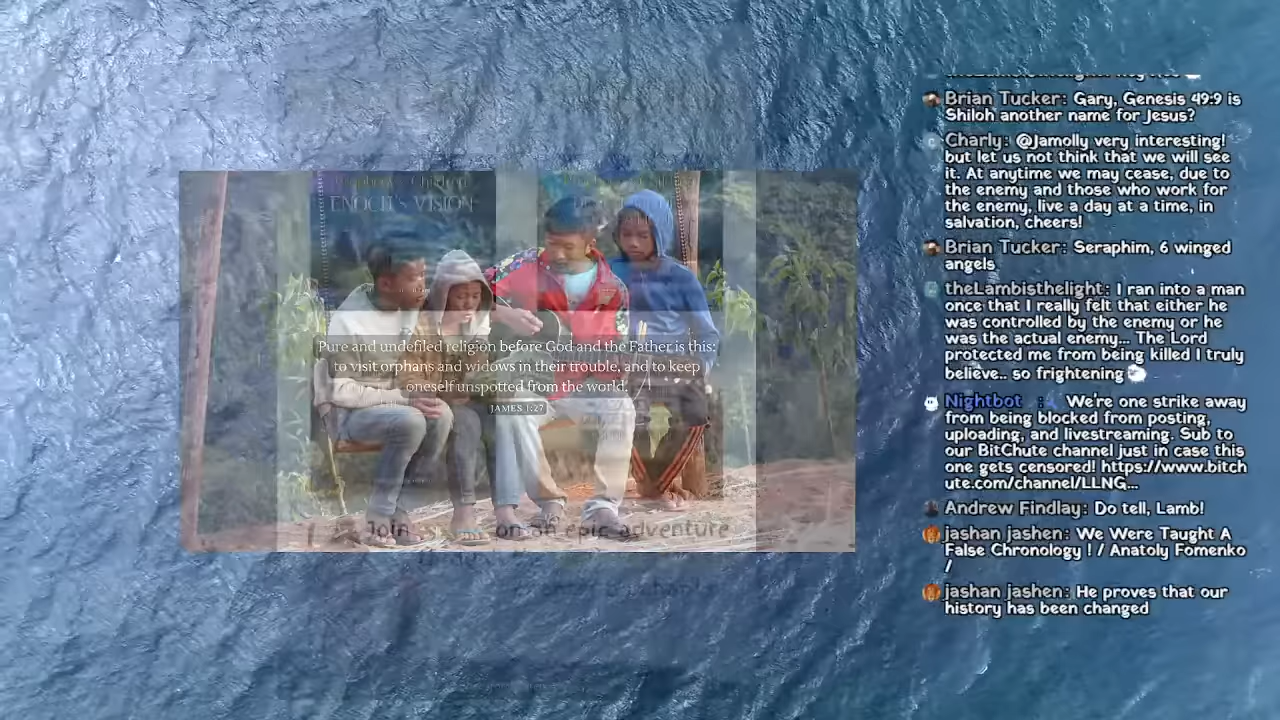 ENOCH's VISION
Pure and undefiled religion before God and the Father is this:
to visit orphans and widows in their trouble, and to keep
oneself unspotted from the world.
JAMES 1:27
Join
on an epic adventure
Brian Tucker: Gary, Genesis 49:9 is
Shiloh another name for Jesus?
Charly: @Jamolly very interesting!
but let us not think that we will see
it. At anytime we may cease, due to
the enemy and those who work for
the enemy, live a day at a time, in
salvation, cheers!
Brian Tucker: Seraphim, 6 winged
angels
theLambisthelight: I ran into a man
once that I really felt that either he
was controlled by the enemy or he
was the actual enemy... The Lord
protected me from being killed I truly
believe.. so frightening
Nightbot : We're one strike away
from being blocked from posting,
uploading, and livestreaming. Sub to
our BitChute channel just in case this
one gets censored! https://www.bitch
ute.com/channel/LLNG...
Andrew Findlay: Do tell, Lamb!
jashan jashen: We Were Taught A
False Chronology ! / Anatoly Fomenko
/
jashan jashen: He proves that our
history has been changed